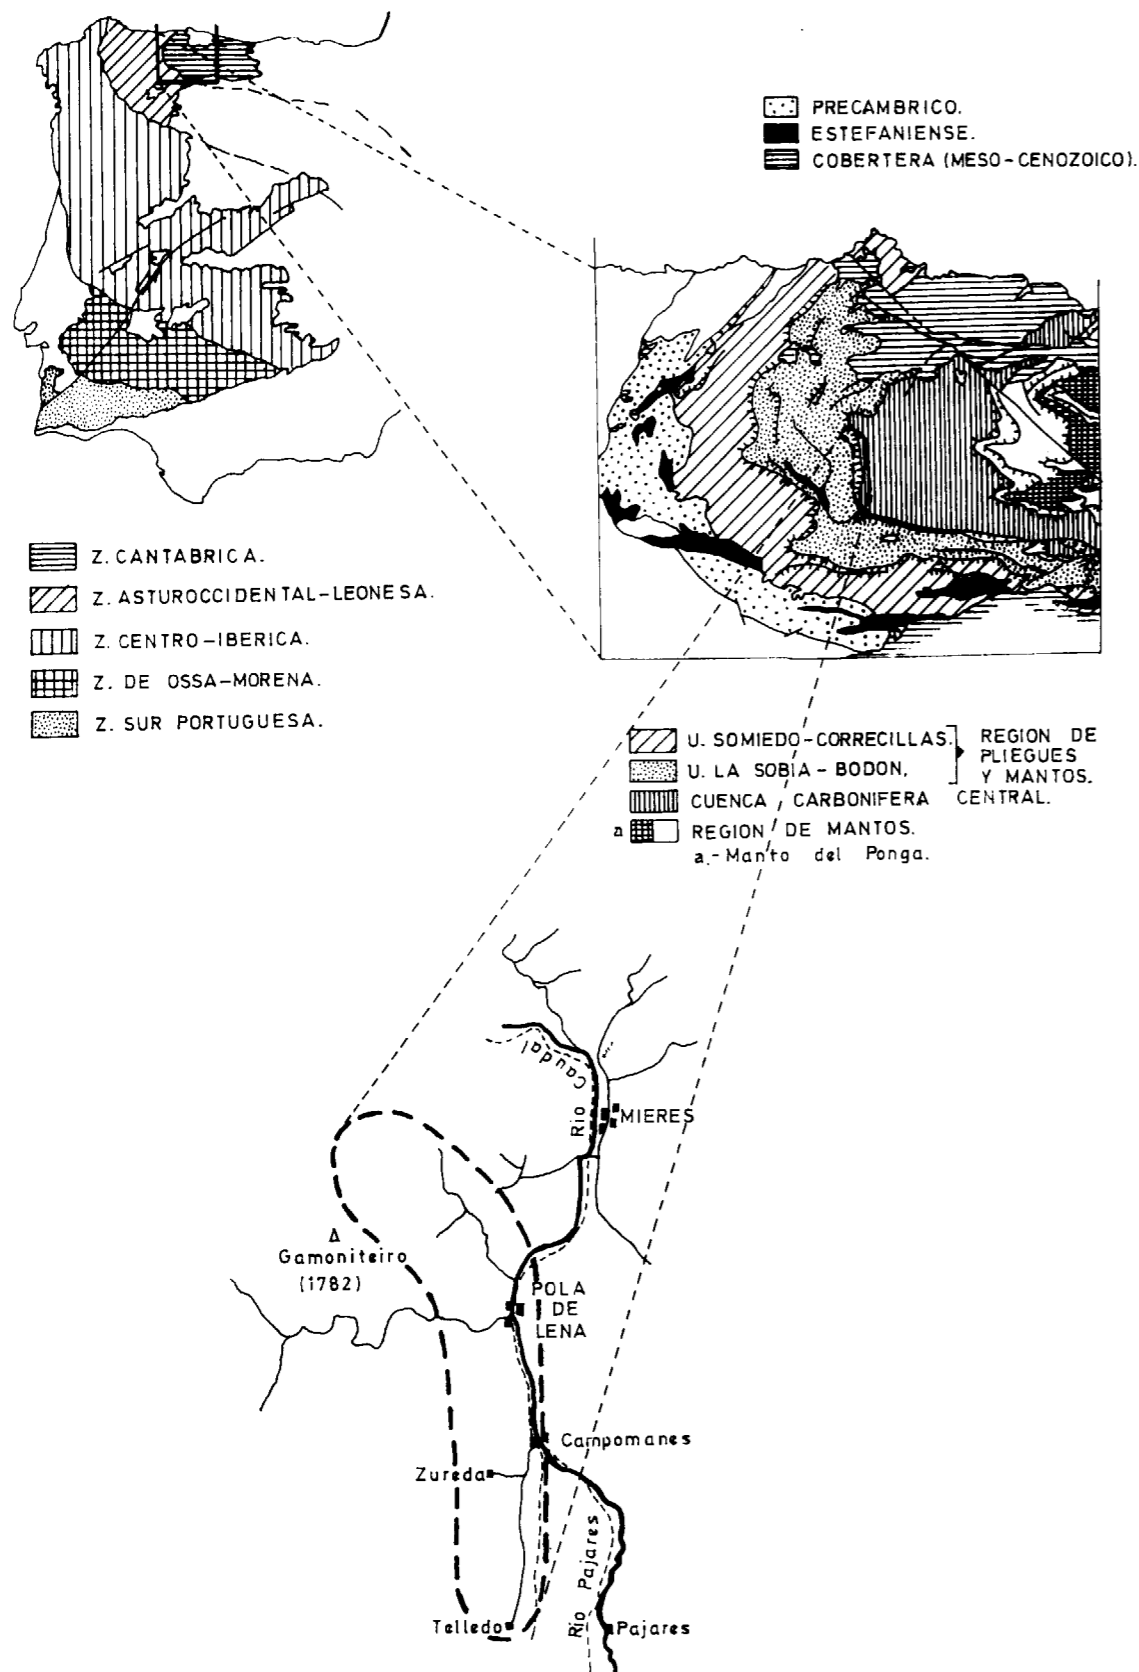 PRECAMBRICO.
ESTEFANIENSE.
COBERTERA (MESO-CENOZOICO).
Z. CANTABRICA.
Z. ASTUROCCIDENTAL-LEONESA.
Z. CENTRO-IBERICA.
Z. DE OSSA-MORENA.
Z. SUR PORTUGUESA.
U. SOMIEDO-CORRECILLAS.
U. LA SOBIA-BODON.
REGION DE
PLIEGUES
Y MANTOS.
CUENCA CARBONIFERA CENTRAL.
a REGION DE MANTOS.
a.-Manto del Ponga.
Rio Caudal
MIERES
Gamoniteiro
(1782)
POLA
DE
LENA
Campomanes
Zureda
Rio Pajares
Telledo
Pajares